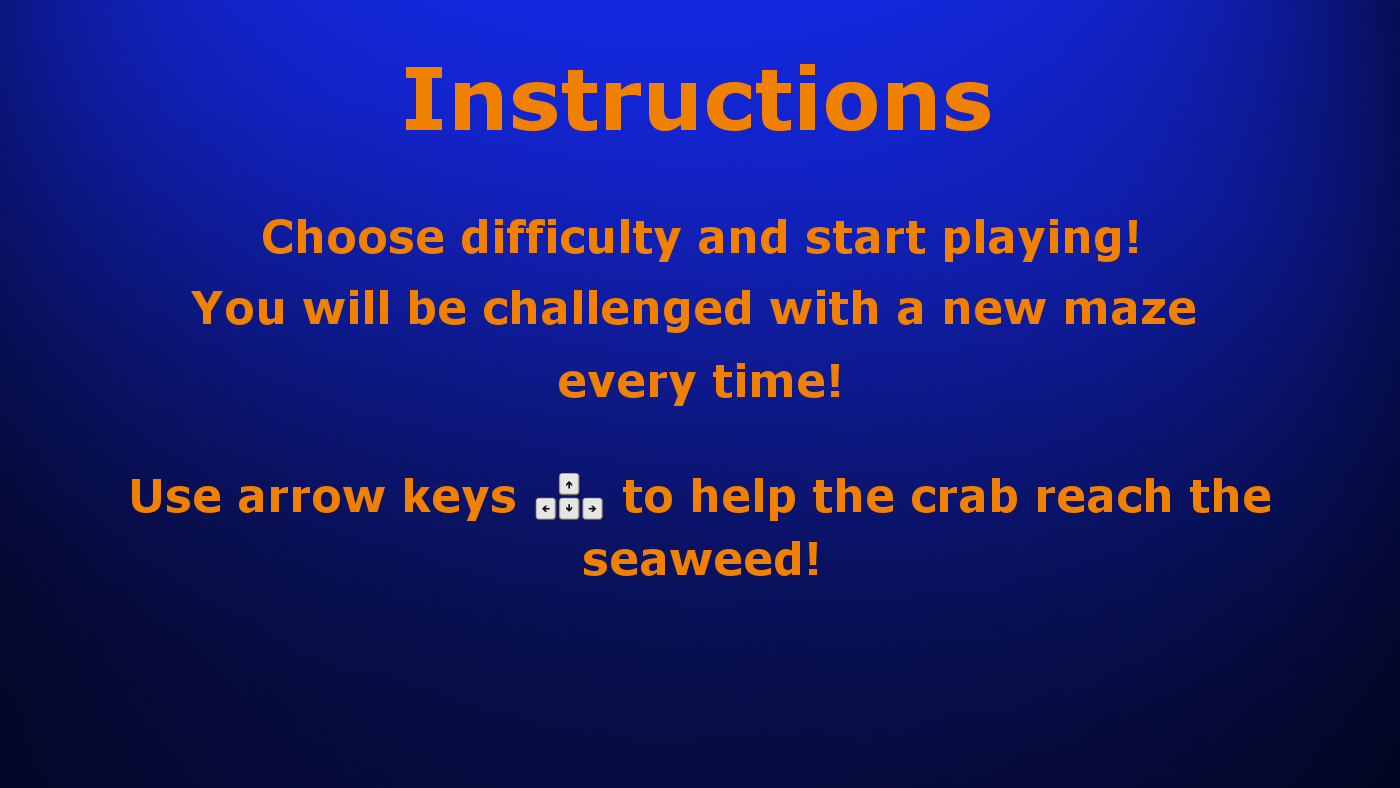 Instructions
Choose difficulty and start playing!
You will be challenged with a new maze
every time!
Use arrow keys ↑ ← ↓ → to help the crab reach the
seaweed!